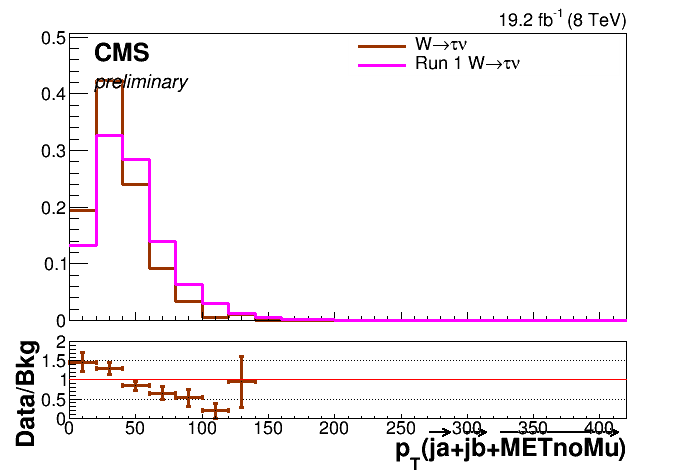 19.2 fb⁻¹ (8 TeV)
CMS
preliminary
W→τν
Run 1 W→τν
0.5
0.4
0.3
0.2
0.1
0
Data/Bkg
2
1.5
1
0.5
0
0 50 100 150 200 250 300 350 400
p_T(ja+jb+METnoMu)